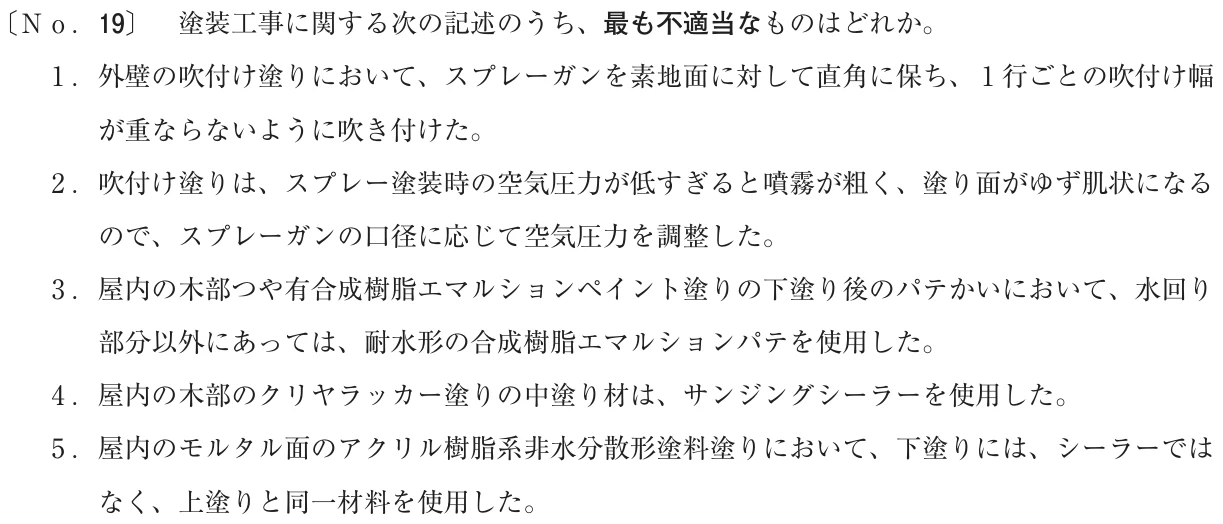 〔Ｎｏ．19〕　塗装工事に関する次の記述のうち、最も不適当なものはどれか。
１．外壁の吹付け塗りにおいて、スプレーガンを素地面に対して直角に保ち、１行ごとの吹付け幅
が重ならないように吹き付けた。
２．吹付け塗りは、スプレー塗装時の空気圧力が低すぎると噴霧が粗く、塗り面がゆず肌状になる
ので、スプレーガンの口径に応じて空気圧力を調整した。
３．屋内の木部つや有合成樹脂エマルションペイント塗りの下塗り後のパテかいにおいて、水回り
部分以外にあっては、耐水形の合成樹脂エマルションパテを使用した。
４．屋内の木部のクリヤラッカー塗りの中塗り材は、サンジングシーラーを使用した。
５．屋内のモルタル面のアクリル樹脂系非水分散形塗料塗りにおいて、下塗りには、シーラーでは
なく、上塗りと同一材料を使用した。